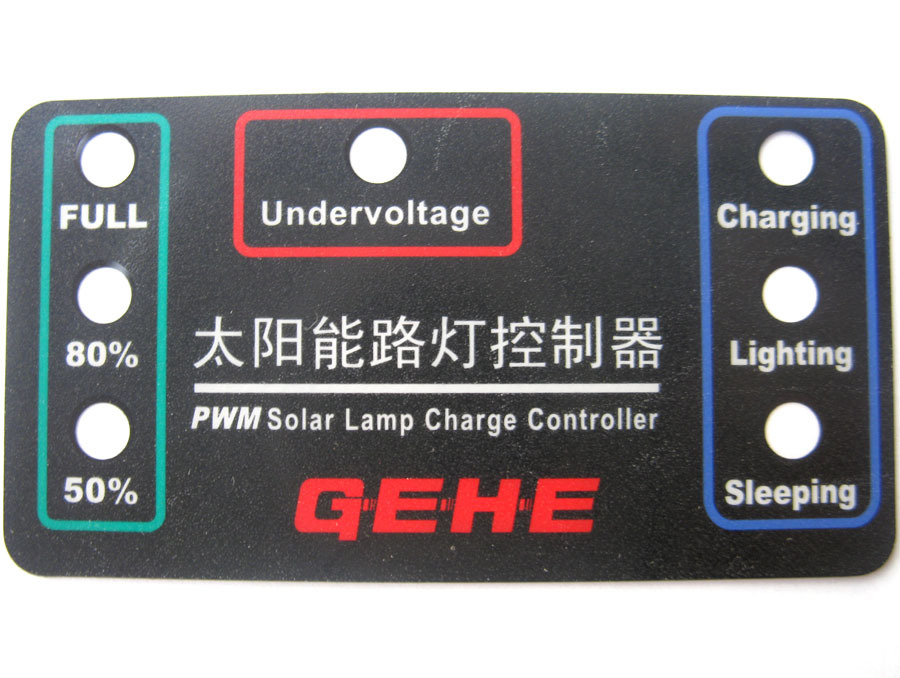 FULL
80%
50%
Undervoltage
太阳能路灯控制器
PWM Solar Lamp Charge Controller
GEHE
Charging
Lighting
Sleeping